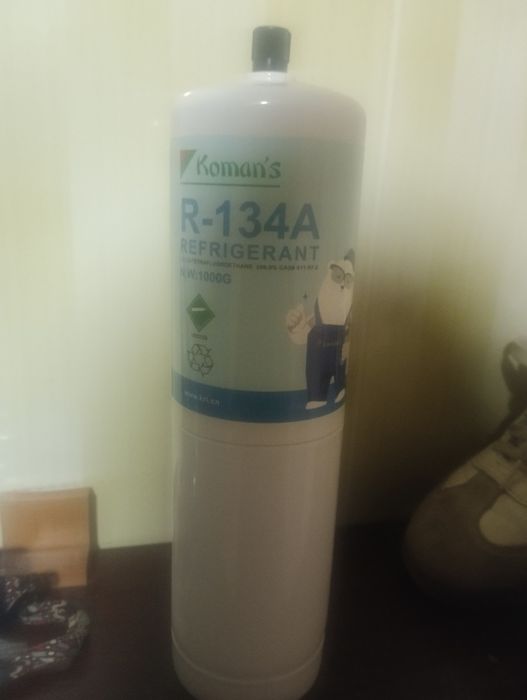 Koman's
R-134A
REFRIGERANT
N.W:1000G